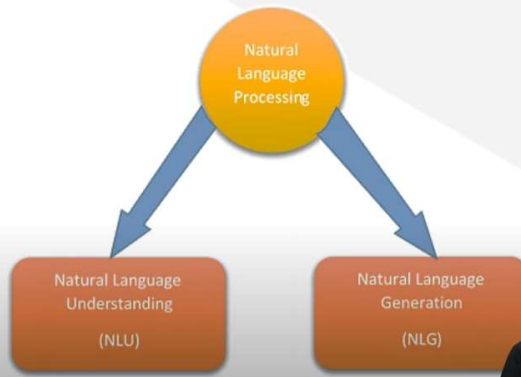 Natural
Language
Processing
Natural Language
Understanding
(NLU)
Natural Language
Generation
(NLG)